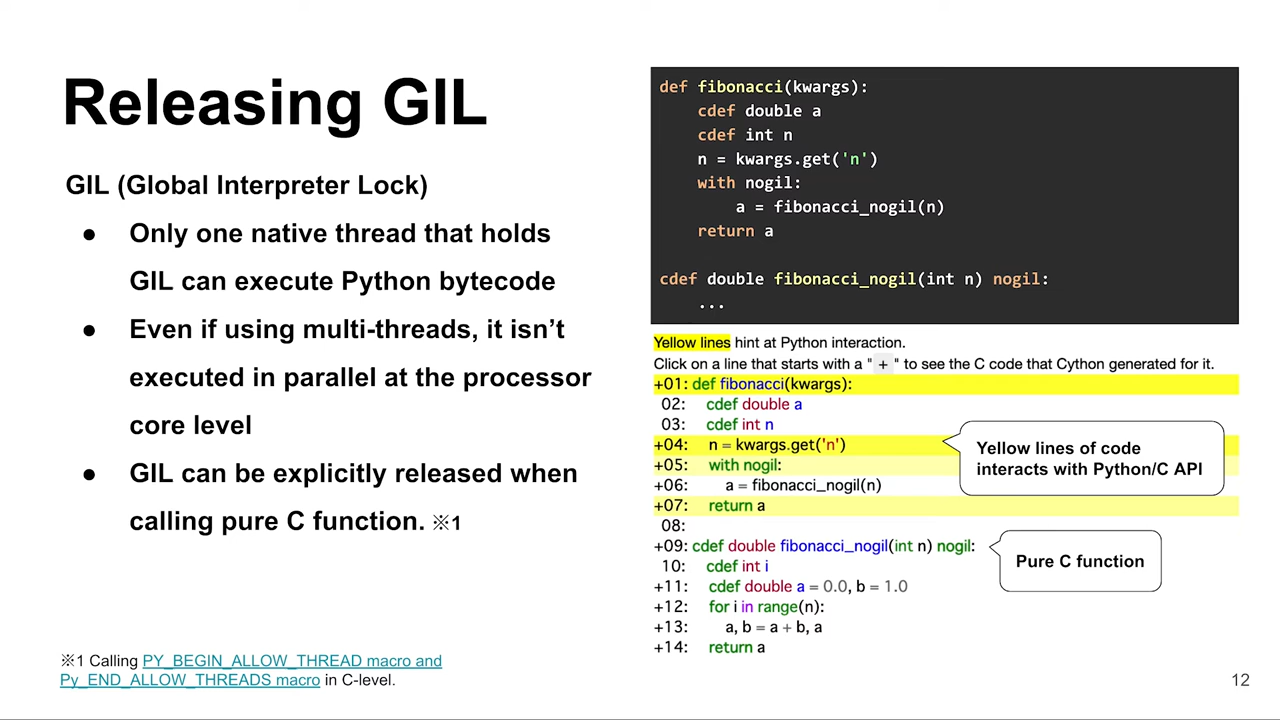 Releasing GIL
GIL (Global Interpreter Lock)
● Only one native thread that holds
GIL can execute Python bytecode
● Even if using multi-threads, it isn’t
executed in parallel at the processor
core level
● GIL can be explicitly released when
calling pure C function. ※1
※1 Calling PY_BEGIN_ALLOW_THREAD macro and
Py_END_ALLOW_THREADS macro in C-level.
def fibonacci(kwargs):
    cdef double a
    cdef int n
    n = kwargs.get('n')
    with nogil:
        a = fibonacci_nogil(n)
    return a
cdef double fibonacci_nogil(int n) nogil:
    ...
Yellow lines hint at Python interaction.
Click on a line that starts with a "+" to see the C code that Cython generated for it.
+01: def fibonacci(kwargs):
02:     cdef double a
03:     cdef int n
+04:     n = kwargs.get('n')
+05:     with nogil:
+06:         a = fibonacci_nogil(n)
+07:     return a
08:
+09: cdef double fibonacci_nogil(int n) nogil:
10:     cdef int i
+11:     cdef double a = 0.0, b = 1.0
+12:     for i in range(n):
+13:         a, b = a + b, a
+14:     return a
Yellow lines of code
interacts with Python/C API
Pure C function
12